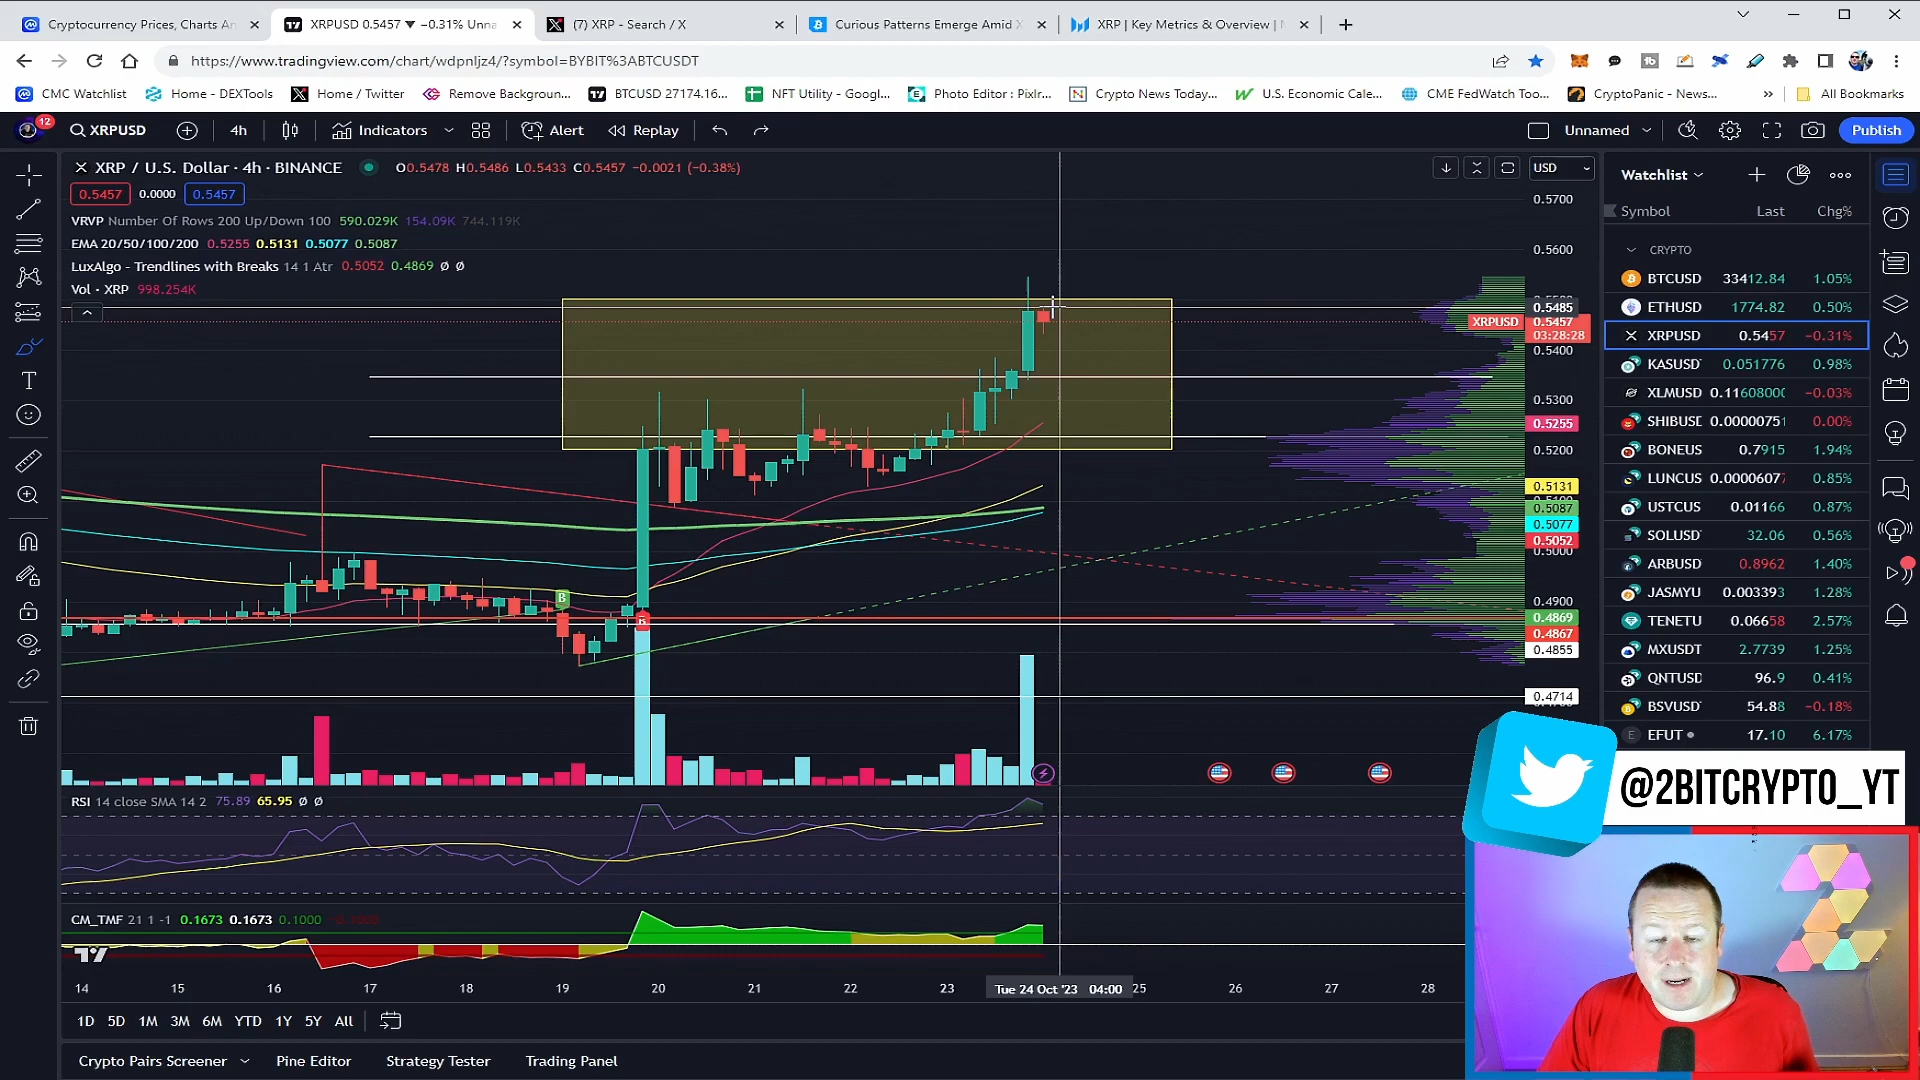 Cryptocurrency Prices, Charts An
XRPUSD 0.5457 ▼ −0.31% Unna
(7) XRP - Search / X
Curious Patterns Emerge Amid X
XRP | Key Metrics & Overview |
https://www.tradingview.com/chart/wdpnljz4/?symbol=BYBIT%3ABTCUSDT
CMC Watchlist
Home - DEXTools
Home / Twitter
Remove Backgroun...
BTCUSD 27174.16...
NFT Utility - Googl...
Photo Editor : Pixlr...
Crypto News Today...
U.S. Economic Cale...
CME FedWatch Too...
CryptoPanic - News...
»
All Bookmarks
12
XRPUSD
4h
Indicators
Alert
Replay
Unnamed
Publish
XRP / U.S. Dollar · 4h · BINANCE
O0.5478 H0.5486 L0.5433 C0.5457 −0.0021 (−0.38%)
0.5457 0.0000 0.5457
VRVP Number Of Rows 200 Up/Down 100 590.029K 154.09K 744.119K
EMA 20/50/100/200 0.5255 0.5131 0.5077 0.5087
LuxAlgo - Trendlines with Breaks 14 1 Atr 0.5052 0.4869 ∅ ∅
Vol · XRP 998.254K
B
B
USD
0.5700
0.5600
0.5485
XRPUSD 0.5457
03:28:28
0.5400
0.5300
0.5255
0.5200
0.5131
0.5087
0.5077
0.5052
0.5000
0.4900
0.4869
0.4867
0.4855
0.4714
RSI 14 close SMA 14 2 75.89 65.95 ∅ ∅
CM_TMF 21 1 -1 0.1673 0.1673 0.1000
14 15 16 17 18 19 20 21 22 23 Tue 24 Oct '23 04:00 25 26 27 28
1D 5D 1M 3M 6M YTD 1Y 5Y All
Crypto Pairs Screener
Pine Editor
Strategy Tester
Trading Panel
Watchlist
Symbol Last Chg%
CRYPTO
BTCUSD 33412.84 1.05%
ETHUSD 1774.82 0.50%
XRPUSD 0.5457 −0.31%
KASUSD 0.051776 0.98%
XLMUSD 0.11608000 −0.03%
SHIBUSD 0.00000751 0.00%
BONEUS 0.7915 1.94%
LUNCUS 0.00006077 0.85%
USTCUS 0.01166 0.87%
SOLUSD 32.06 0.56%
ARBUSD 0.8962 1.40%
JASMYU 0.003393 1.28%
TENETU 0.06658 2.57%
MXUSDT 2.7739 1.25%
QNTUSD 96.9 0.41%
BSVUSD 54.88 −0.18%
E EFUT 17.10 6.17%
@2BITCRYPTO_YT